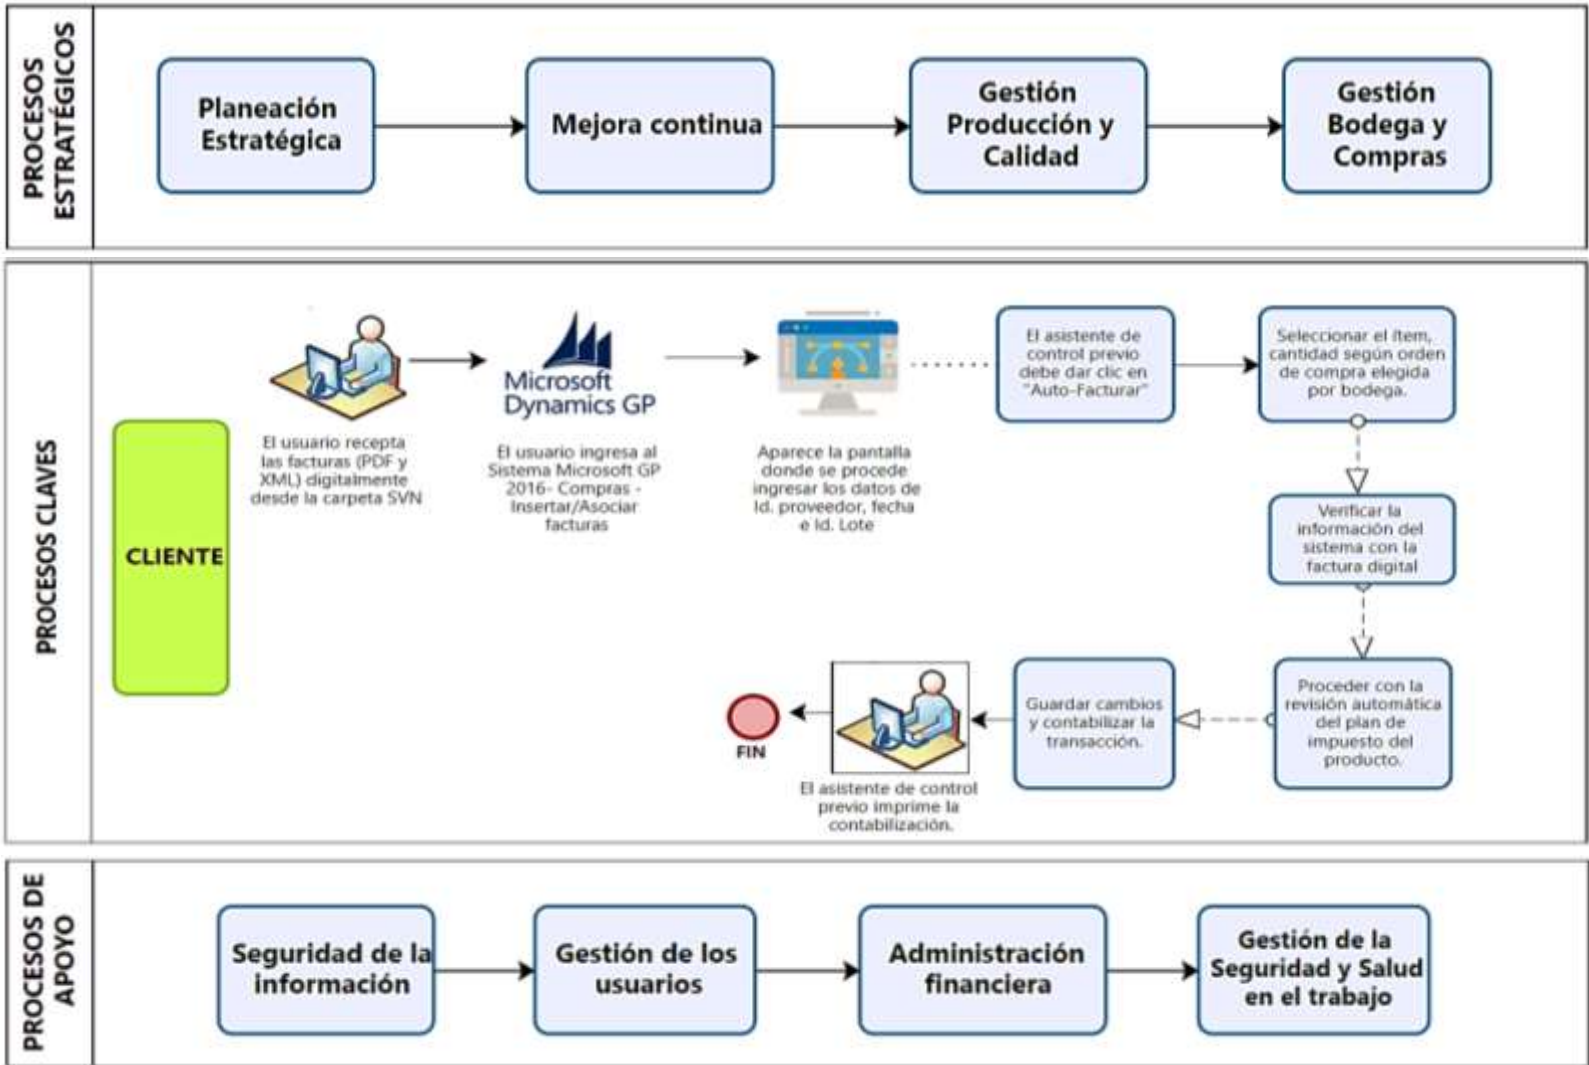 PROCESOS
ESTRATÉGICOS
Planeación
Estratégica
Mejora continua
Gestión
Producción y
Calidad
Gestión
Bodega y
Compras
PROCESOS CLAVES
CLIENTE
El usuario recepta
las facturas (PDF y
XML) digitalmente
desde la carpeta SVN
Microsoft
Dynamics GP
El usuario ingresa al
Sistema Microsoft GP
2016- Compras -
Insertar/Asociar
facturas
Aparece la pantalla
donde se procede
ingresar los datos de
Id. proveedor, fecha
e Id. Lote
El asistente de
control previo
debe dar clic en
"Auto-Facturar"
Seleccionar el ítem,
cantidad según orden
de compra elegida
por bodega.
Verificar la
información del
sistema con la
factura digital
Proceder con la
revisión automática
del plan de
impuesto del
producto.
Guardar cambios
y contabilizar la
transacción.
El asistente de control
previo imprime la
contabilización.
FIN
PROCESOS DE
APOYO
Seguridad de la
información
Gestión de los
usuarios
Administración
financiera
Gestión de la
Seguridad y Salud
en el trabajo